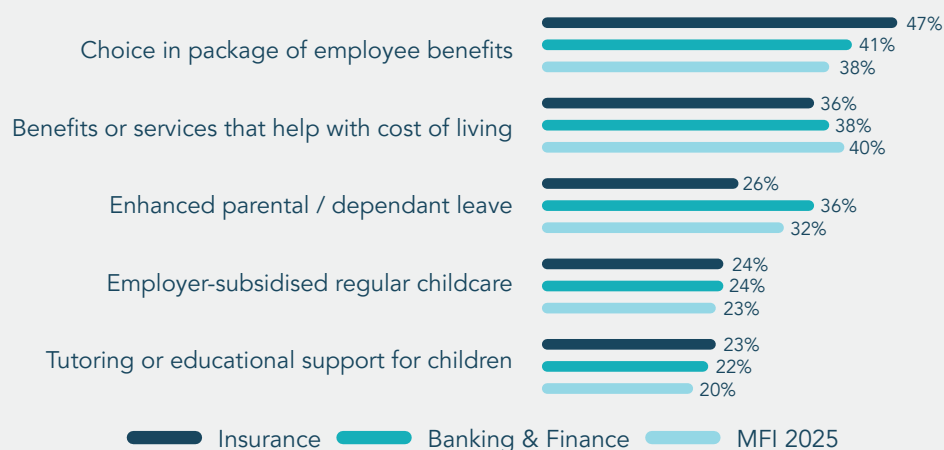 Choice in package of employee benefits
47%
41%
38%
Benefits or services that help with cost of living
36%
38%
40%
Enhanced parental / dependant leave
26%
36%
32%
Employer-subsidised regular childcare
24%
24%
23%
Tutoring or educational support for children
23%
22%
20%
Insurance Banking & Finance MFI 2025